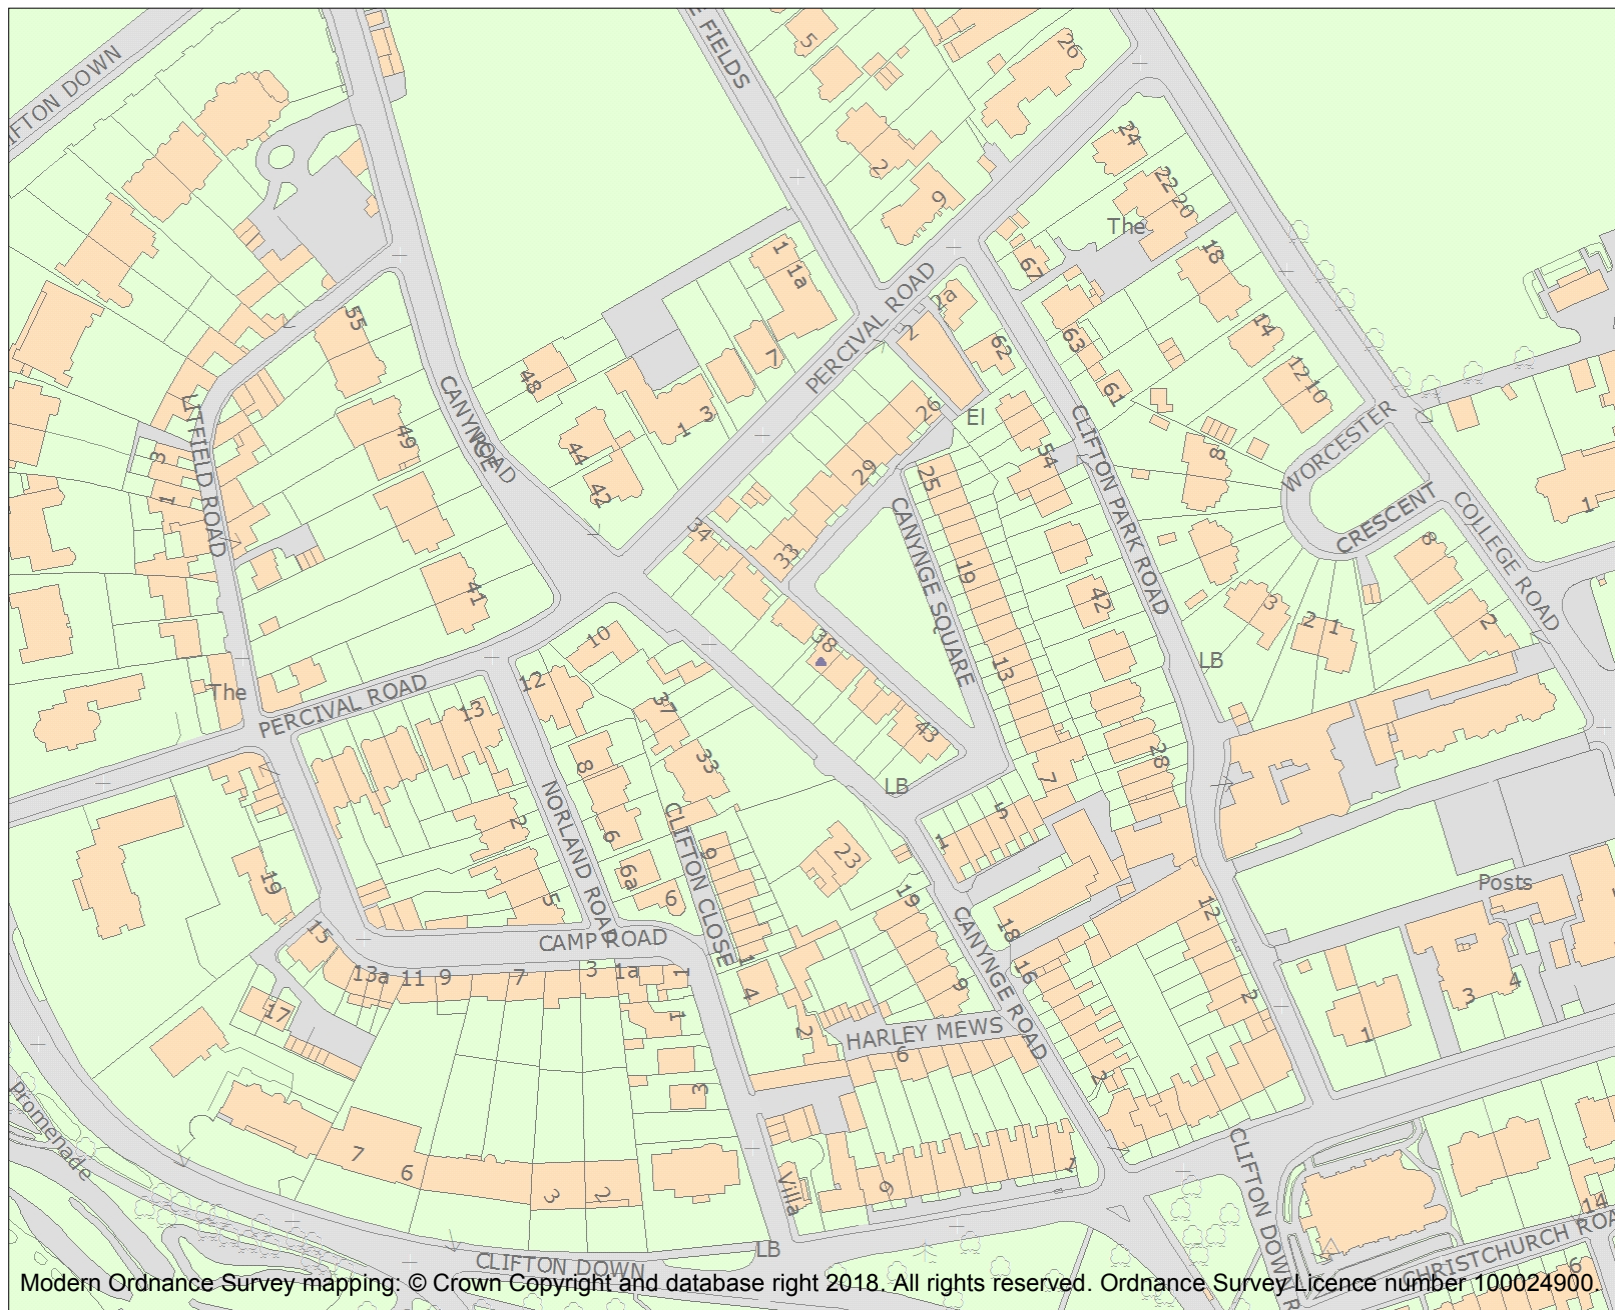 IFTON DOWN
E FIELDS
5
26
24
2
9
22
20
The
18
1
1a
67
2a
2
PERCIVAL ROAD
55
63
62
14
12
10
7
48
61
CANYNGE
ROAD
3
1
26
El
LITFIELD ROAD
49
44
42
29
54
8
WORCESTER
CRESCENT
COLLEGE ROAD
3
1
25
CANYNGE SQUARE
CLIFTON PARK ROAD
1
34
33
19
8
41
42
3
2
1
2
10
38
13
LB
The
PERCIVAL ROAD
12
13
37
43
33
28
LB
7
8
NORLAND ROAD
CLIFTON CLOSE
2
6
5
1
23
9
19
6a
6
5
19
CANYNGE ROAD
18
12
Posts
15
CAMP ROAD
13a
11
9
7
3
1a
1
1
4
9
16
2
3
4
17
1
2
HARLEY MEWS
6
1
3
2
Promenade
7
6
3
2
Villa
9
1
CLIFTON DOWN R
14
LB
CLIFTON DOWN
CHRISTCHURCH ROA
6
Modern Ordnance Survey mapping: © Crown Copyright and database right 2018. All rights reserved. Ordnance Survey Licence number 100024900.